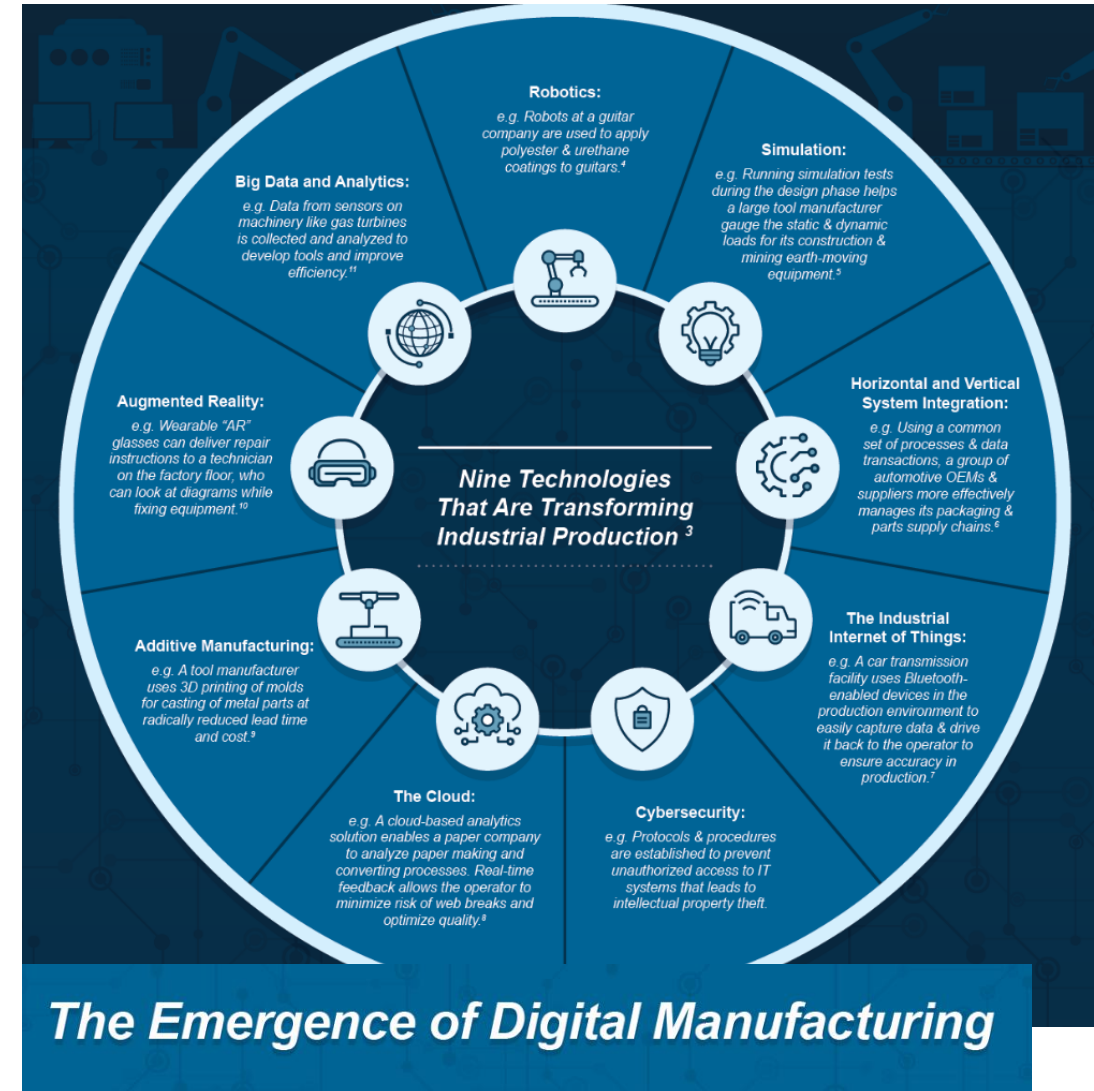 Robotics:
e.g. Robots at a guitar
company are used to apply
polyester & urethane
coatings to guitars.⁴
Simulation:
e.g. Running simulation tests
during the design phase helps
a large tool manufacturer
gauge the static & dynamic
loads for its construction &
mining earth-moving
equipment.⁵
Horizontal and Vertical
System Integration:
e.g. Using a common
set of processes & data
transactions, a group of
automotive OEMs &
suppliers more effectively
manages its packaging &
parts supply chains.⁶
The Industrial
Internet of Things:
e.g. A car transmission
facility uses Bluetooth-
enabled devices in the
production environment to
easily capture data & drive
it back to the operator to
ensure accuracy in
production.⁷
Cybersecurity:
e.g. Protocols & procedures
are established to prevent
unauthorized access to IT
systems that leads to
intellectual property theft.
The Cloud:
e.g. A cloud-based analytics
solution enables a paper company
to analyze paper making and
converting processes. Real-time
feedback allows the operator to
minimize risk of web breaks and
optimize quality.⁸
Additive Manufacturing:
e.g. A tool manufacturer
uses 3D printing of molds
for casting of metal parts at
radically reduced lead time
and cost.⁹
Augmented Reality:
e.g. Wearable “AR”
glasses can deliver repair
instructions to a technician
on the factory floor, who
can look at diagrams while
fixing equipment.¹⁰
Big Data and Analytics:
e.g. Data from sensors on
machinery like gas turbines
is collected and analyzed to
develop tools and improve
efficiency.¹¹
Nine Technologies
That Are Transforming
Industrial Production ³
The Emergence of Digital Manufacturing